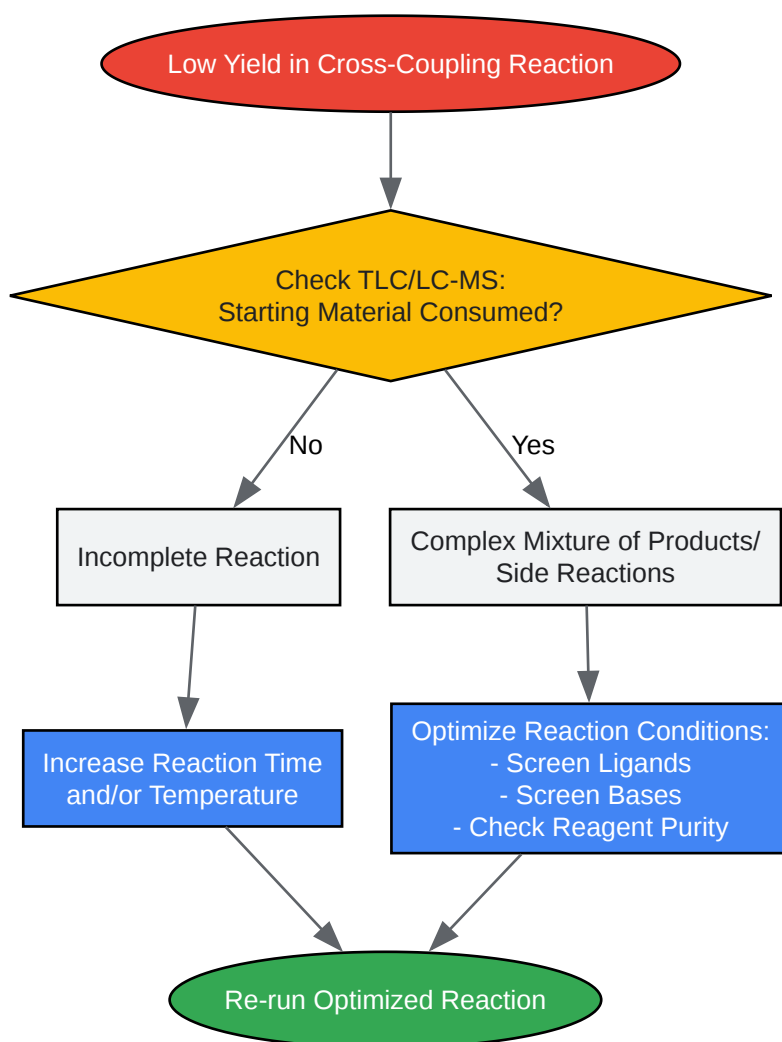 Low Yield in Cross-Coupling Reaction
Check TLC/LC-MS:
Starting Material Consumed?
No
Yes
Incomplete Reaction
Complex Mixture of Products/
Side Reactions
Increase Reaction Time
and/or Temperature
Optimize Reaction Conditions:
- Screen Ligands
- Screen Bases
- Check Reagent Purity
Re-run Optimized Reaction